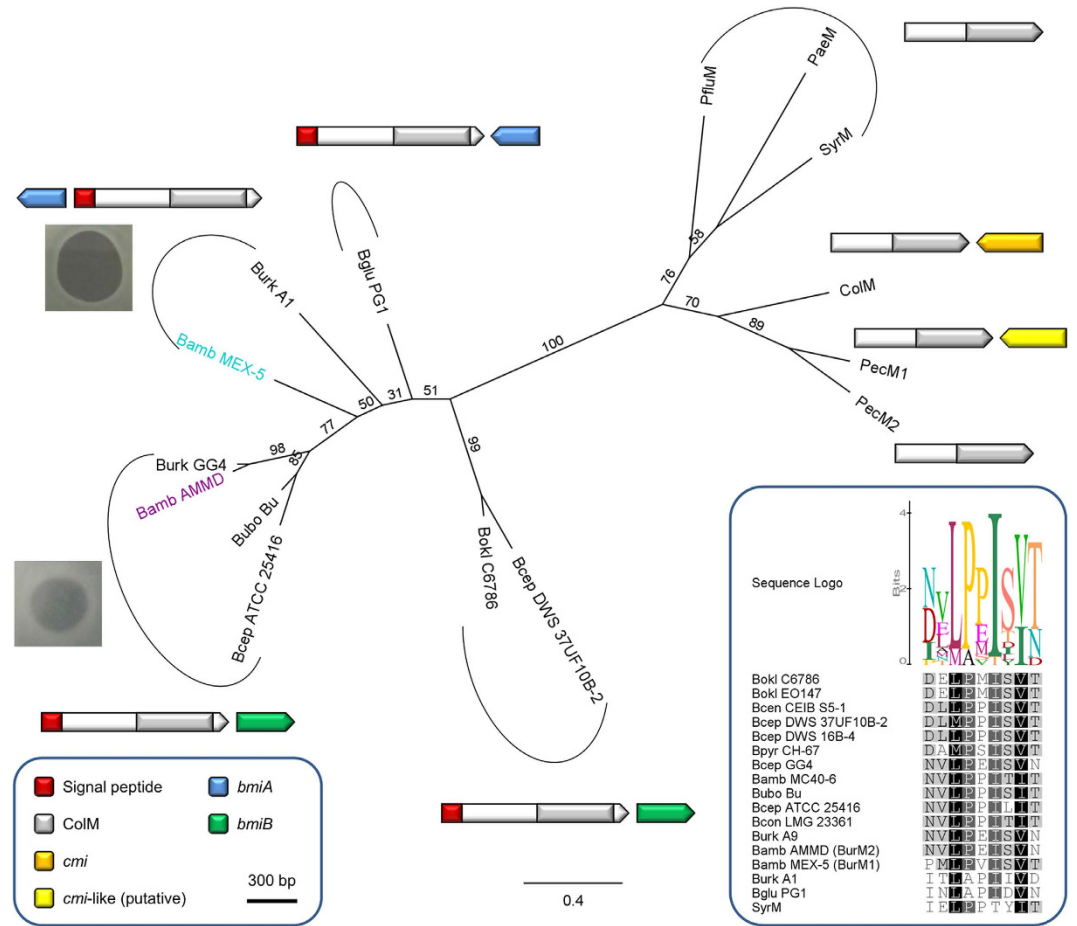 PfluM
PaeM
SyrM
58
76
70
89
ColM
PecM1
PecM2
100
Bglu PG1
Burk A1
Bamb MEX-5
50
31
51
77
98
85
99
Burk GG4
Bamb AMMD
Bubo Bu
Bcep ATCC 25416
Bokl C6786
Bcep DWS 37UF10B-2
Signal peptide
ColM
cmi
cmi-like (putative)
bmiA
bmiB
300 bp
0.4
Sequence Logo
Bits
4
2
0
Bokl C6786 DELPMISVT
Bokl EO147 DELPMISVT
Bcen CEIB S5-1 DLLPPISVT
Bcep DWS 37UF10B-2 DLMPPISVT
Bcep DWS 16B-4 DLLPPISVT
Bpyr CH-67 DAMPSISVT
Bcep GG4 NVLPEISVN
Bamb MC40-6 NVLPPITIT
Bubo Bu NVLPPISIT
Bcep ATCC 25416 NVLPPILIT
Bcon LMG 23361 NVLPPITIT
Burk A9 NVLPEISVN
Bamb AMMD (BurM2) NVLPEISVN
Bamb MEX-5 (BurM1) PMLPVISVT
Burk A1 ITLAPIIVD
Bglu PG1 INLAPIDVN
SyrM IELPPTYIT